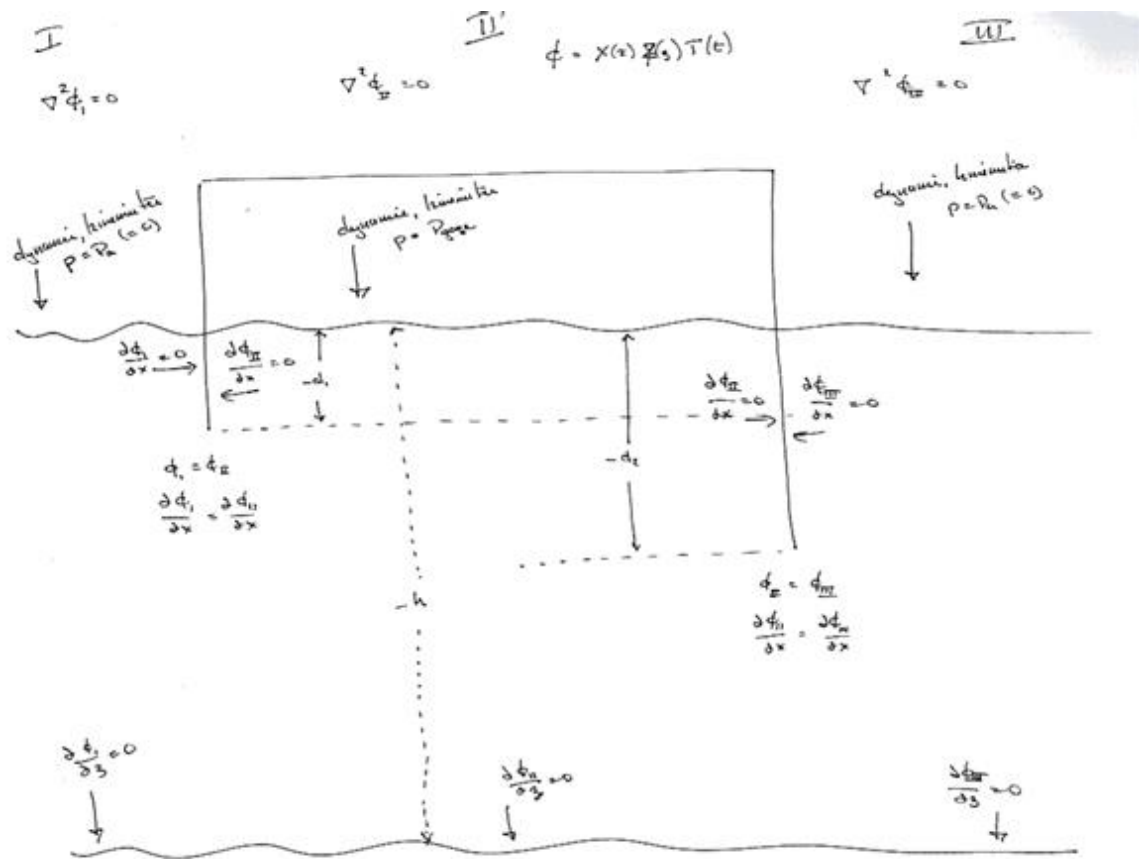 I
II
III
φ = X(x) Z(z) T(t)
∇²φ₁ = 0
∇²φ_II = 0
∇²φ_III = 0
dynamic, kinematic
p = Pa (= 0)
dynamic, kinematic
p = Pgauge
dynamic, kinematic
p = Pa (= 0)
∂φ₁/∂x = 0
∂φ_II/∂x = 0
-d₁
∂φ_II/∂x = 0
∂φ_III/∂x = 0
-d₂
φ₁ = φ_II
∂φ₁/∂x = ∂φ_II/∂x
-h
φ_II = φ_III
∂φ_II/∂x = ∂φ_III/∂x
∂φ₁/∂z = 0
∂φ_II/∂z = 0
∂φ_III/∂z = 0